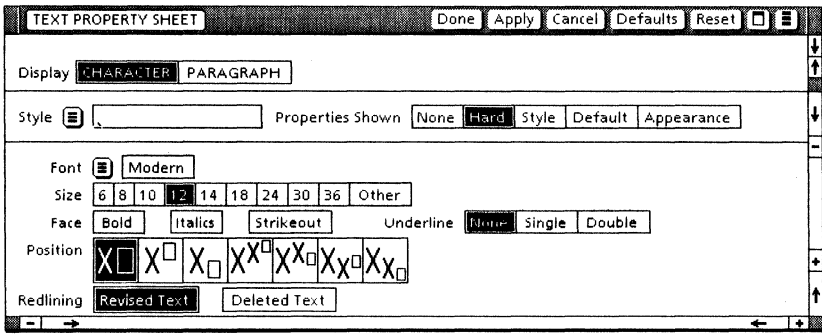 TEXT PROPERTY SHEET Done Apply Cancel Defaults Reset
Display CHARACTER PARAGRAPH
Style Properties Shown None Hard Style Default Appearance
Font Modern
Size 6 8 10 12 14 18 24 30 36 Other
Face Bold Italics Strikeout Underline None Single Double
Position
Redlining Revised Text Deleted Text